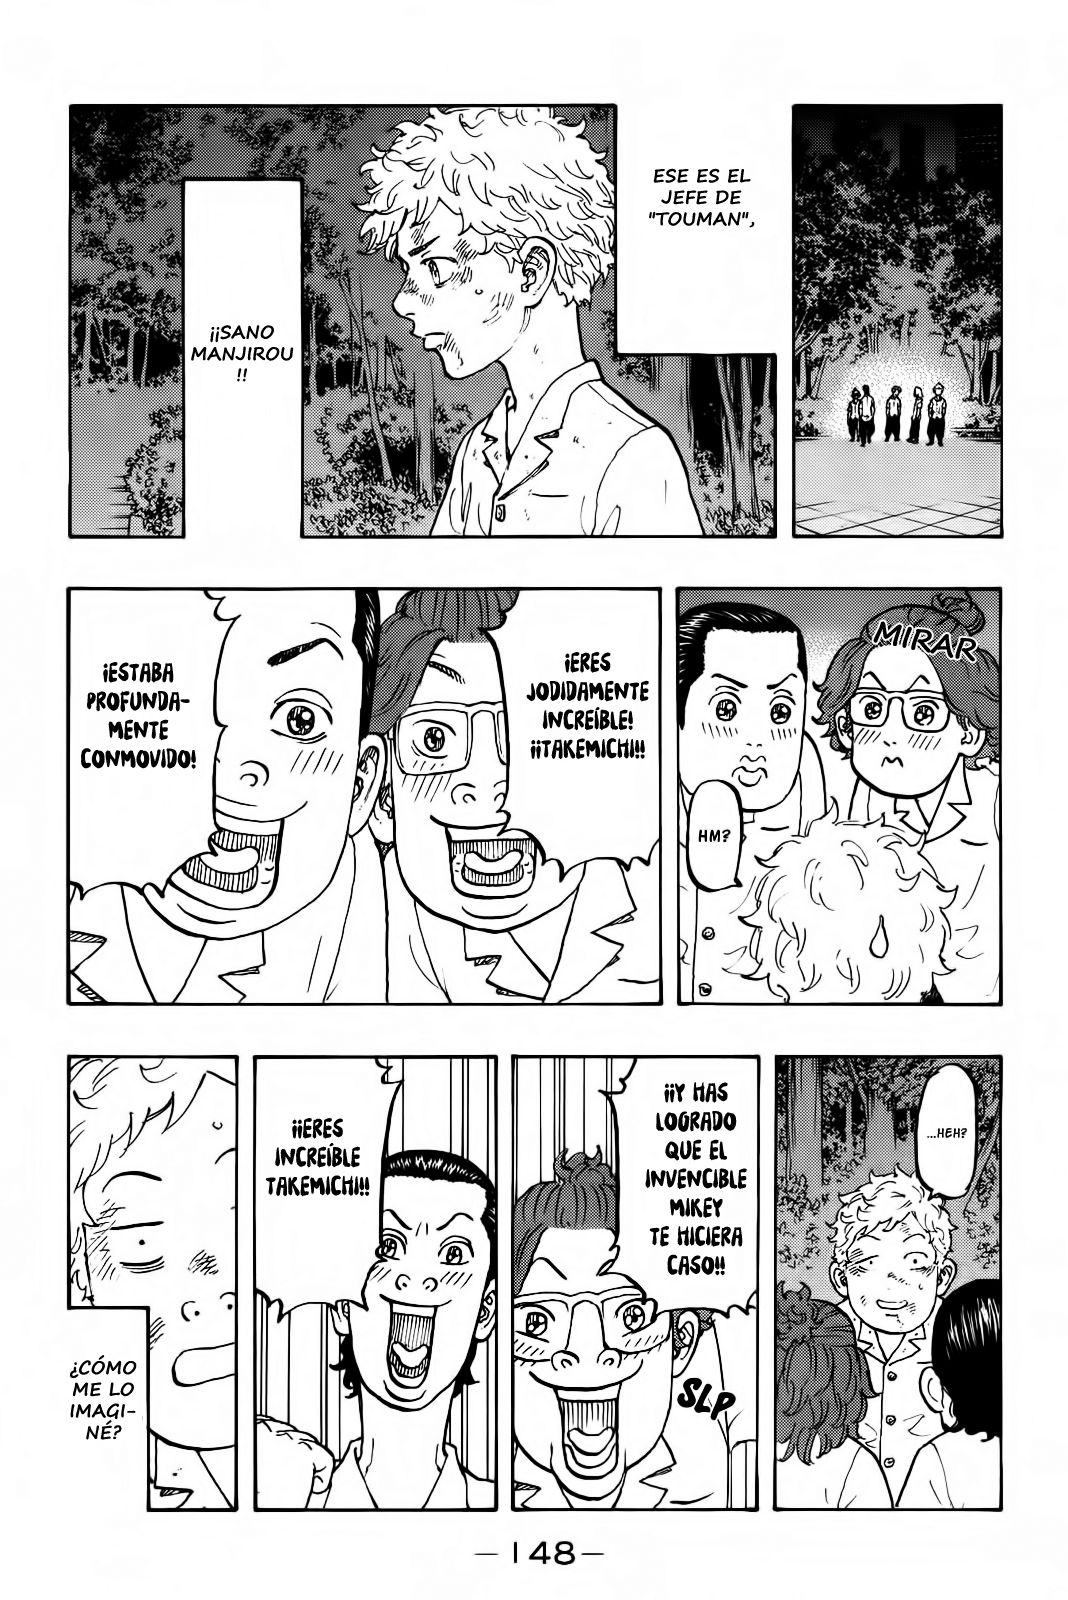 ESE ES EL
JEFE DE
"TOUMAN",
¡¡SANO
MANJIROU
!!
MIRAR
HM?
¡ERES
JODIDAMENTE
INCREÍBLE!
¡¡TAKEMICHI!!
¡ESTABA
PROFUNDA-
MENTE
CONMOVIDO!
...HEH?
¡¡Y HAS
LOGRADO
QUE EL
INVENCIBLE
MIKEY
TE HICIERA
CASO!!
SLP
¡¡ERES
INCREÍBLE
TAKEMICHI!!
¿CÓMO
ME LO
IMAGI-
NÉ?
—148—